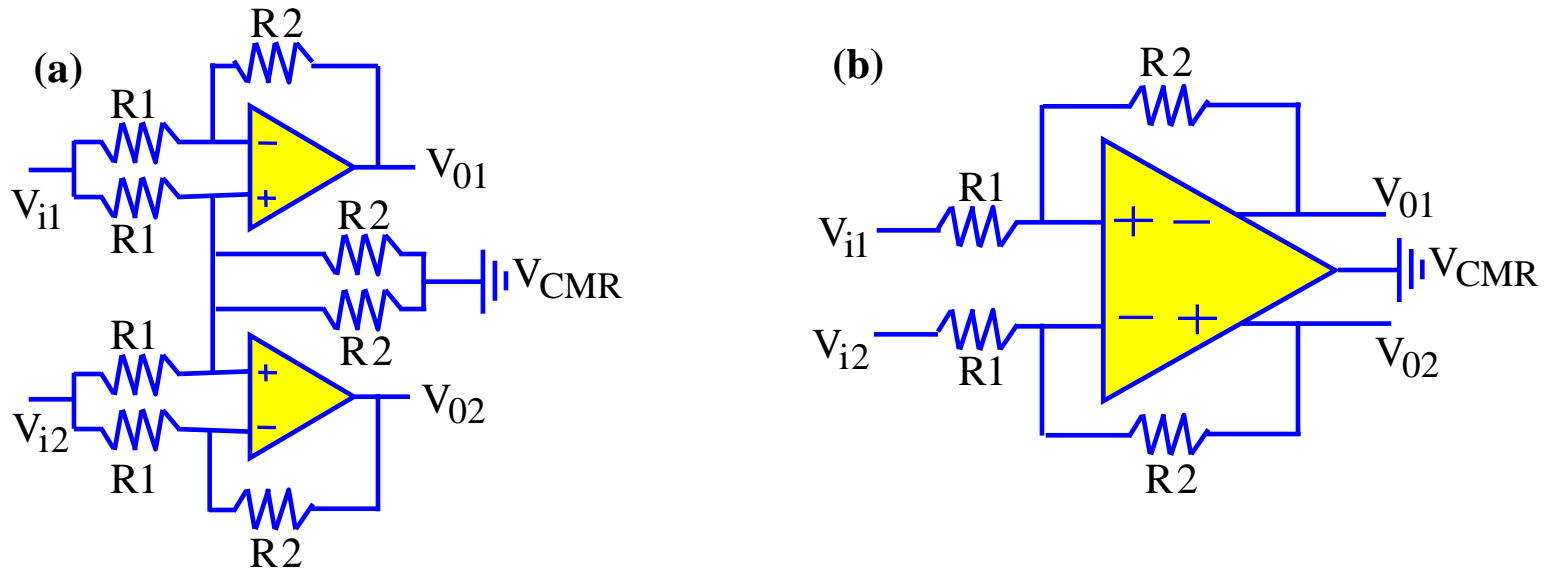 (a)
R2
R1
−
V01
Vi1
+
R1
R2
VCMR
R2
R1
+
Vi2
−
V02
R1
R2
(b)
R2
R1
Vi1
+ −
V01
VCMR
Vi2
R1
− +
V02
R2